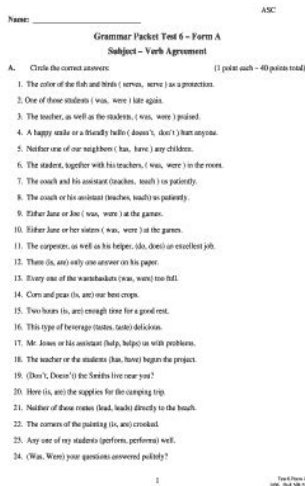 ASC
Name:
Grammar Packet Test 6 – Form A
Subject – Verb Agreement
A. Circle the correct answers: (1 point each – 40 points total)
1. The color of the fish and birds ( serves, serve ) as a protection.
2. One of those students ( was, were ) late again.
3. The teacher, as well as the students, ( was, were ) praised.
4. A happy smile or a friendly hello ( doesn't, don't ) hurt anyone.
5. Neither one of our neighbors ( has, have ) any children.
6. The student, together with his teachers, ( was, were ) in the room.
7. The coach and his assistant (teaches, teach ) us patiently.
8. The coach or his assistant (teaches, teach) us patiently.
9. Either Jane or Joe ( was, were ) at the games.
10. Either Jane or her sisters ( was, were ) at the games.
11. The carpenter, as well as his helper, (do, does) an excellent job.
12. There (is, are) only one answer on his paper.
13. Every one of the wastebaskets (was, were) too full.
14. Corn and peas (is, are) our best crops.
15. Two hours (is, are) enough time for a good rest.
16. This type of beverage (tastes, taste) delicious.
17. Mr. Jones or his assistant (help, helps) us with problems.
18. The teacher or the students (has, have) begun the project.
19. (Don't, Doesn't) the Smiths live near you?
20. Here (is, are) the supplies for the camping trip.
21. Neither of those routes (lead, leads) directly to the beach.
22. The corners of the painting (is, are) crooked.
23. Any one of my students (perform, performs) well.
24. (Was, Were) your questions answered politely?
1
Test 6 Form A